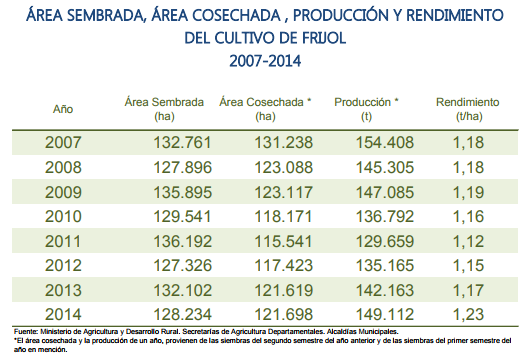 ÁREA SEMBRADA, ÁREA COSECHADA , PRODUCCIÓN Y RENDIMIENTO
DEL CULTIVO DE FRIJOL
2007-2014
Año Área Sembrada (ha) Área Cosechada * (ha) Producción * (t) Rendimiento (t/ha)
2007 132.761 131.238 154.408 1,18
2008 127.896 123.088 145.305 1,18
2009 135.895 123.117 147.085 1,19
2010 129.541 118.171 136.792 1,16
2011 136.192 115.541 129.659 1,12
2012 127.326 117.423 135.165 1,15
2013 132.102 121.619 142.163 1,17
2014 128.234 121.698 149.112 1,23
Fuente: Ministerio de Agricultura y Desarrollo Rural. Secretarías de Agricultura Departamentales. Alcaldías Municipales.
*El área cosechada y la producción de un año, provienen de las siembras del segundo semestre del año anterior y de las siembras del primer semestre del
año en mención.